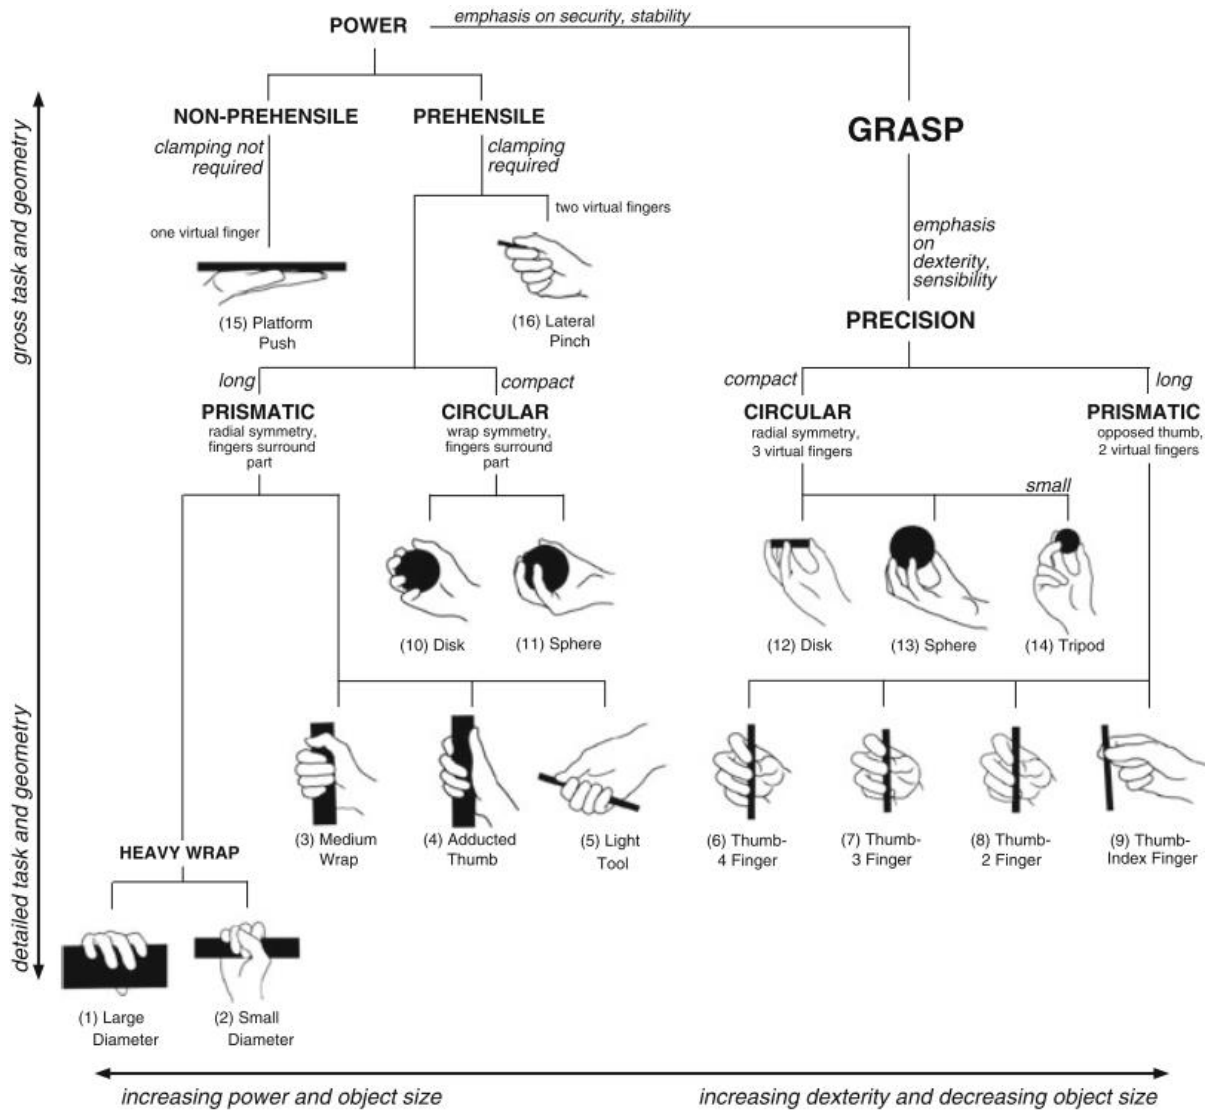 emphasis on security, stability
POWER
NON-PREHENSILE
clamping not
required
one virtual finger
(15) Platform
Push
PREHENSILE
clamping
required
two virtual fingers
(16) Lateral
Pinch
GRASP
emphasis
on
dexterity,
sensibility
PRECISION
gross task and geometry
long
PRISMATIC
radial symmetry,
fingers surround
part
compact
CIRCULAR
wrap symmetry,
fingers surround
part
compact
CIRCULAR
radial symmetry,
3 virtual fingers
long
PRISMATIC
opposed thumb,
2 virtual fingers
small
(10) Disk
(11) Sphere
(12) Disk
(13) Sphere
(14) Tripod
(3) Medium
Wrap
(4) Adducted
Thumb
(5) Light
Tool
(6) Thumb-
4 Finger
(7) Thumb-
3 Finger
(8) Thumb-
2 Finger
(9) Thumb-
Index Finger
detailed task and geometry
HEAVY WRAP
(1) Large
Diameter
(2) Small
Diameter
increasing power and object size
increasing dexterity and decreasing object size